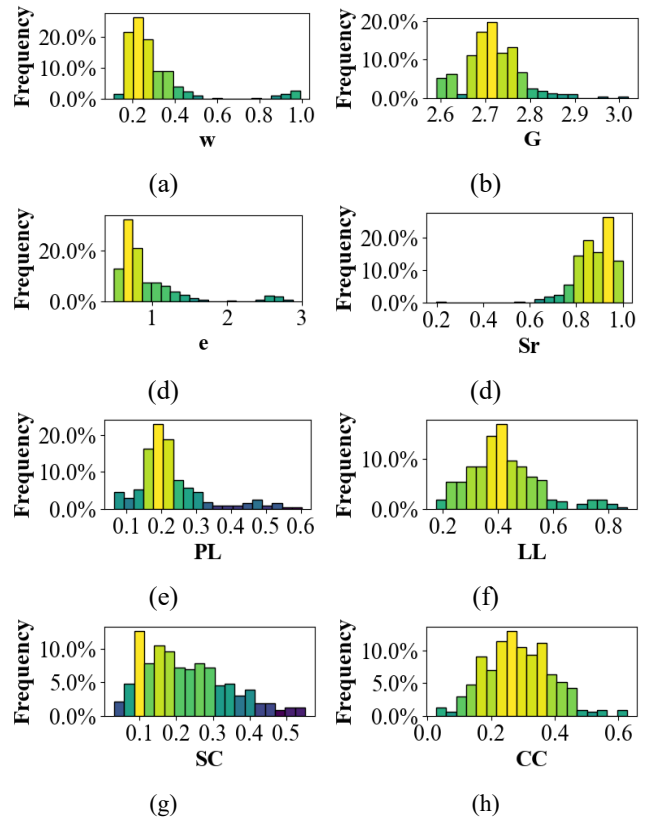 Frequency
20.0%
10.0%
0.0%
0.2 0.4 0.6 0.8 1.0
w
(a)
Frequency
20.0%
10.0%
0.0%
2.6 2.7 2.8 2.9 3.0
G
(b)
Frequency
20.0%
0.0%
1 2 3
e
(d)
Frequency
20.0%
10.0%
0.0%
0.2 0.4 0.6 0.8 1.0
Sr
(d)
Frequency
20.0%
10.0%
0.0%
0.1 0.2 0.3 0.4 0.5 0.6
PL
(e)
Frequency
10.0%
0.0%
0.2 0.4 0.6 0.8
LL
(f)
Frequency
10.0%
5.0%
0.0%
0.1 0.2 0.3 0.4 0.5
SC
(g)
Frequency
10.0%
5.0%
0.0%
0.0 0.2 0.4 0.6
CC
(h)